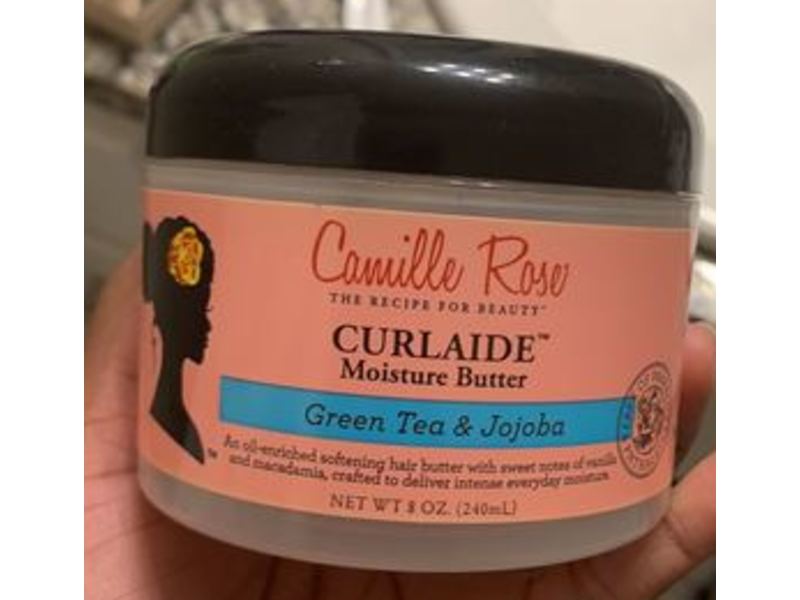 Camille Rose
THE RECIPE FOR BEAUTY™
CURLAIDE™
Moisture Butter
Green Tea & Jojoba
An oil-enriched softening hair butter with sweet notes of vanilla
and macadamia, crafted to deliver intense everyday moisture
NET WT 8 OZ. (240mL)
TM